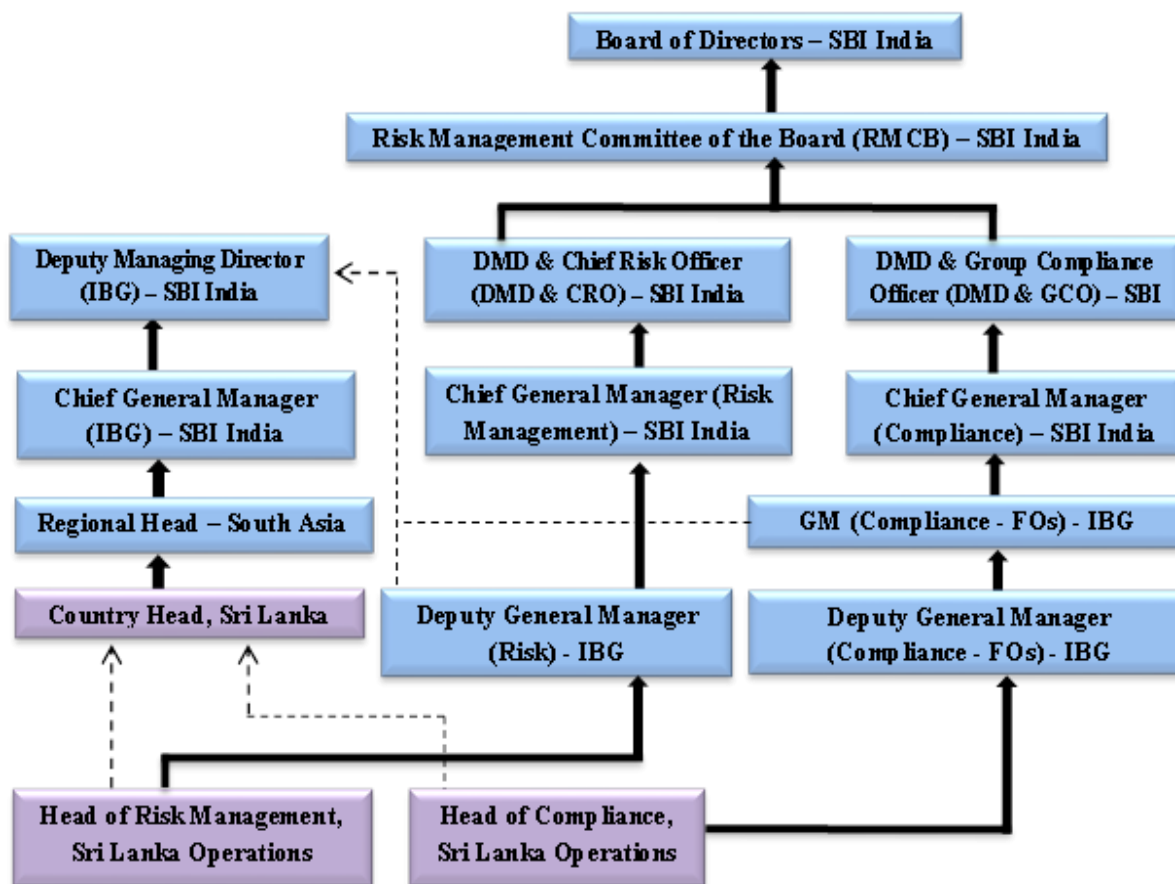 Board of Directors – SBI India
Risk Management Committee of the Board (RMCB) – SBI India
Deputy Managing Director
(IBG) – SBI India
DMD & Chief Risk Officer
(DMD & CRO) – SBI India
DMD & Group Compliance
Officer (DMD & GCO) – SBI
Chief General Manager
(IBG) – SBI India
Chief General Manager (Risk
Management) – SBI India
Chief General Manager
(Compliance) – SBI India
Regional Head – South Asia
GM (Compliance - FOs) - IBG
Country Head, Sri Lanka
Deputy General Manager
(Risk) - IBG
Deputy General Manager
(Compliance - FOs) - IBG
Head of Risk Management,
Sri Lanka Operations
Head of Compliance,
Sri Lanka Operations